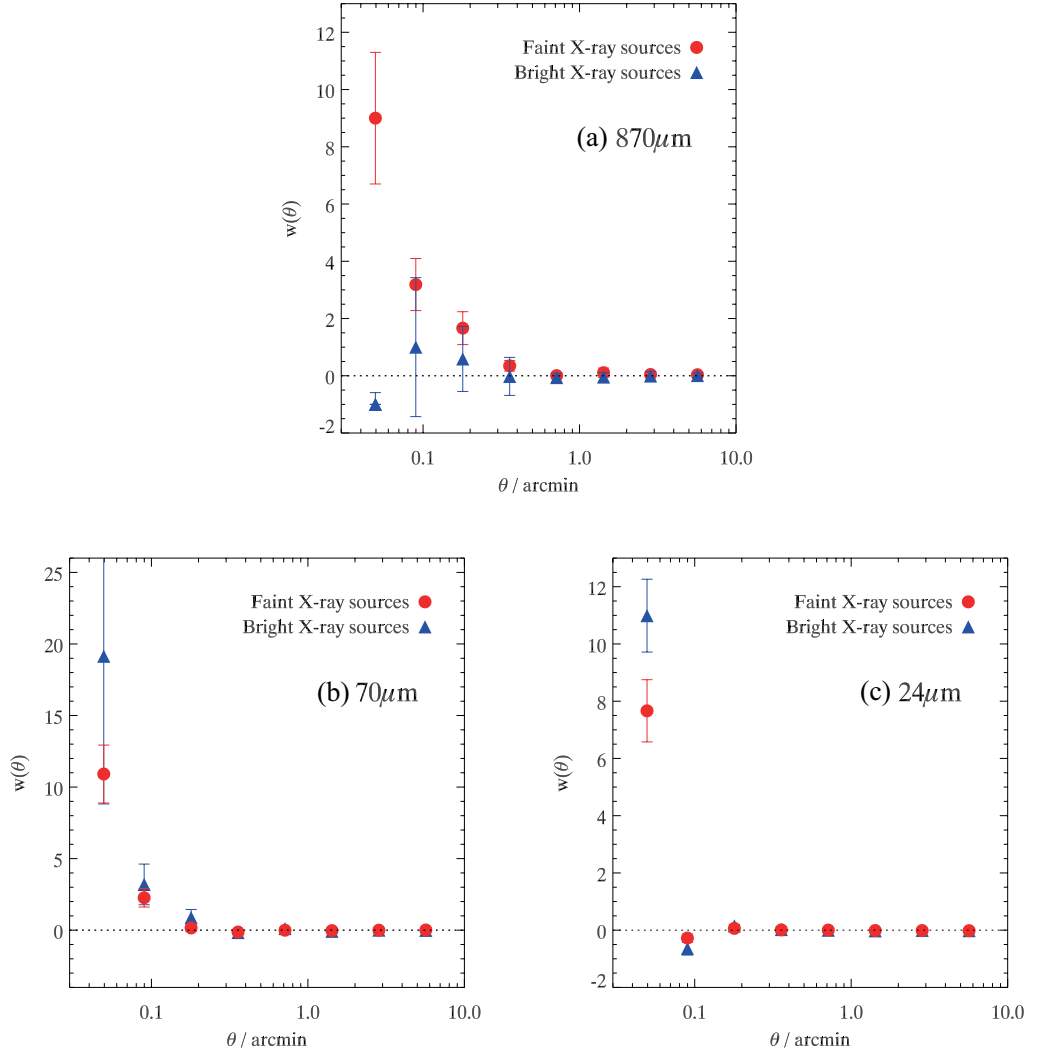 12
10
8
6
4
2
0
-2
w(θ)
Faint X-ray sources
Bright X-ray sources
(a) 870μm
0.1 1.0 10.0
θ / arcmin
25
20
15
10
5
0
w(θ)
Faint X-ray sources
Bright X-ray sources
(b) 70μm
0.1 1.0 10.0
θ / arcmin
12
10
8
6
4
2
0
-2
w(θ)
Faint X-ray sources
Bright X-ray sources
(c) 24μm
0.1 1.0 10.0
θ / arcmin